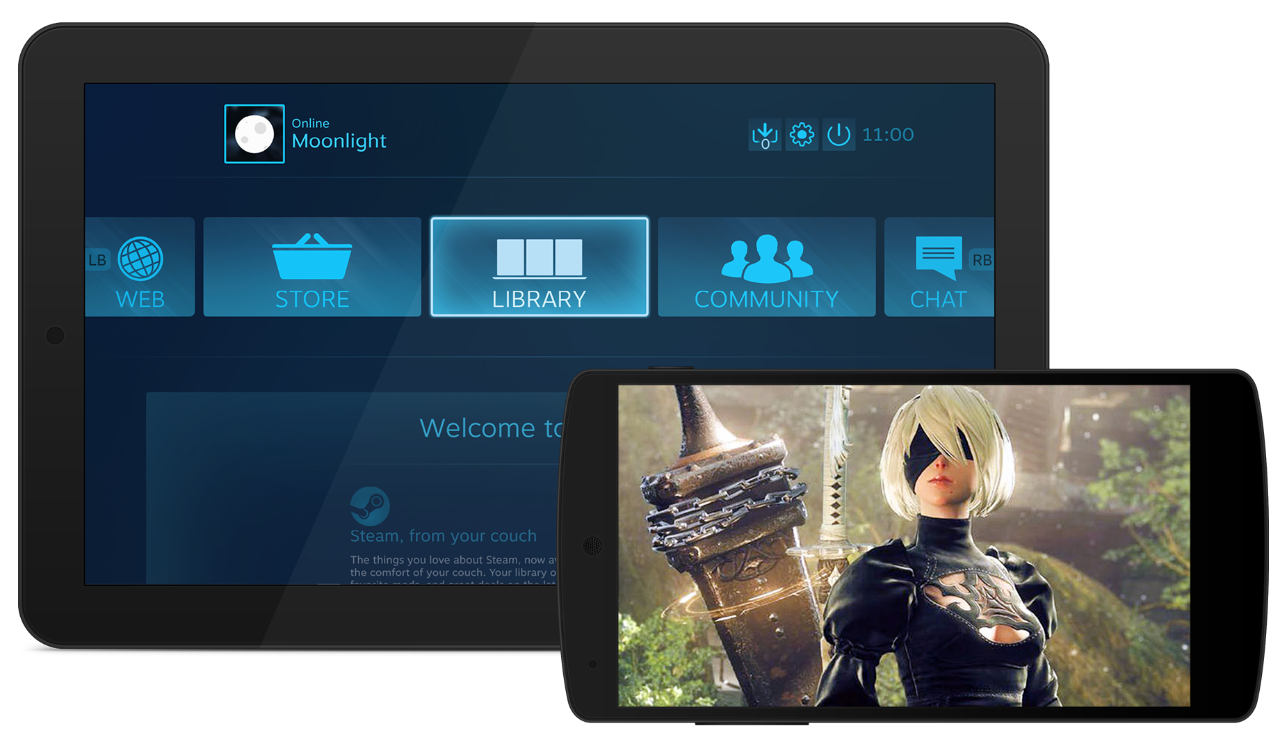 Online
Moonlight
0
11:00
LB
WEB
STORE
LIBRARY
COMMUNITY
CHAT
RB
Welcome to
Steam, from your couch
The things you love about Steam, now
the comfort of your couch. Your library